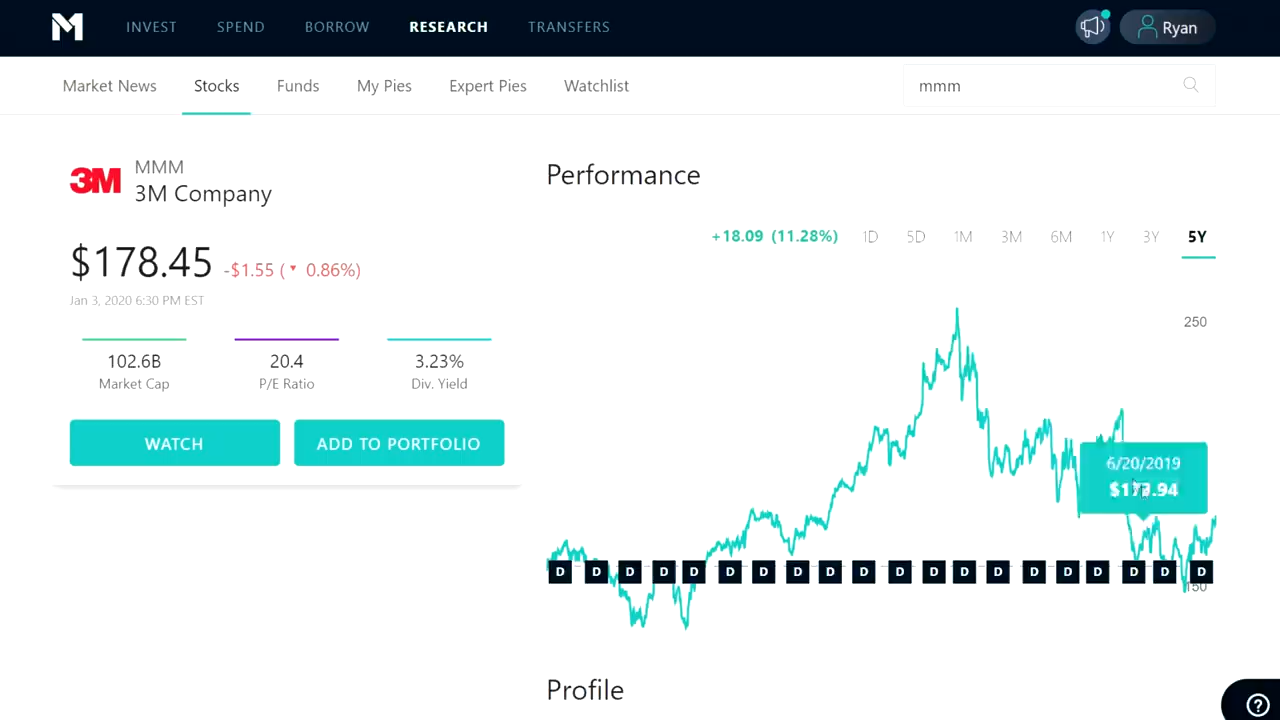 INVEST SPEND BORROW RESEARCH TRANSFERS Ryan
Market News Stocks Funds My Pies Expert Pies Watchlist mmm
3M MMM
3M Company
$178.45 -$1.55 (▼ 0.86%)
Jan 3, 2020 6:30 PM EST
102.6B 20.4 3.23%
Market Cap P/E Ratio Div. Yield
WATCH ADD TO PORTFOLIO
Performance
+18.09 (11.28%) 1D 5D 1M 3M 6M 1Y 3Y 5Y
250
6/20/2019
D D D D D D D D D D D D D D D D D D D D
150
Profile
?